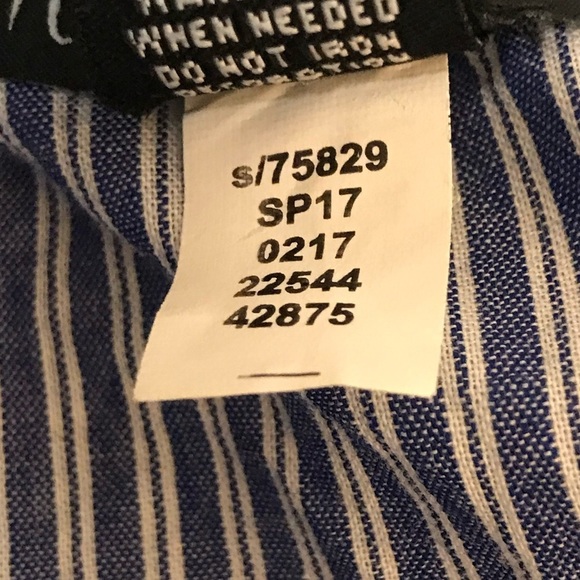 WHEN NEEDED
DO NOT IRON
s/75829
SP17
0217
22544
42875